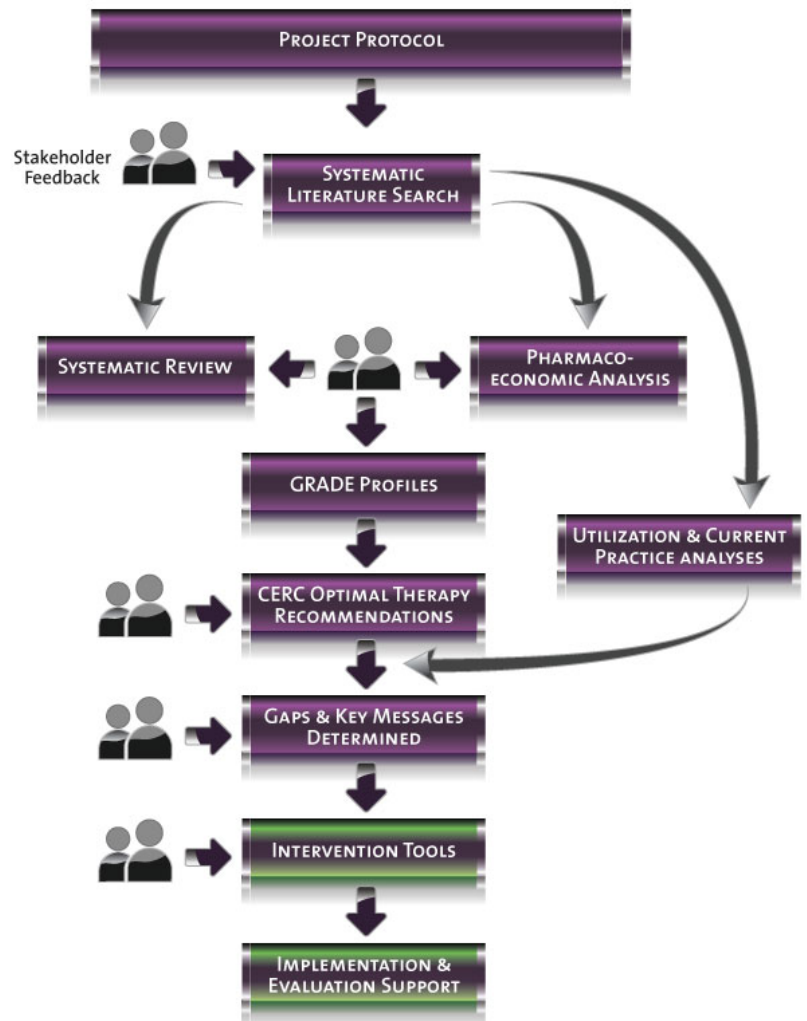 PROJECT PROTOCOL
Stakeholder
Feedback
SYSTEMATIC
LITERATURE SEARCH
SYSTEMATIC REVIEW
PHARMACO-
ECONOMIC ANALYSIS
GRADE PROFILES
UTILIZATION & CURRENT
PRACTICE ANALYSES
CERC OPTIMAL THERAPY
RECOMMENDATIONS
GAPS & KEY MESSAGES
DETERMINED
INTERVENTION TOOLS
IMPLEMENTATION &
EVALUATION SUPPORT